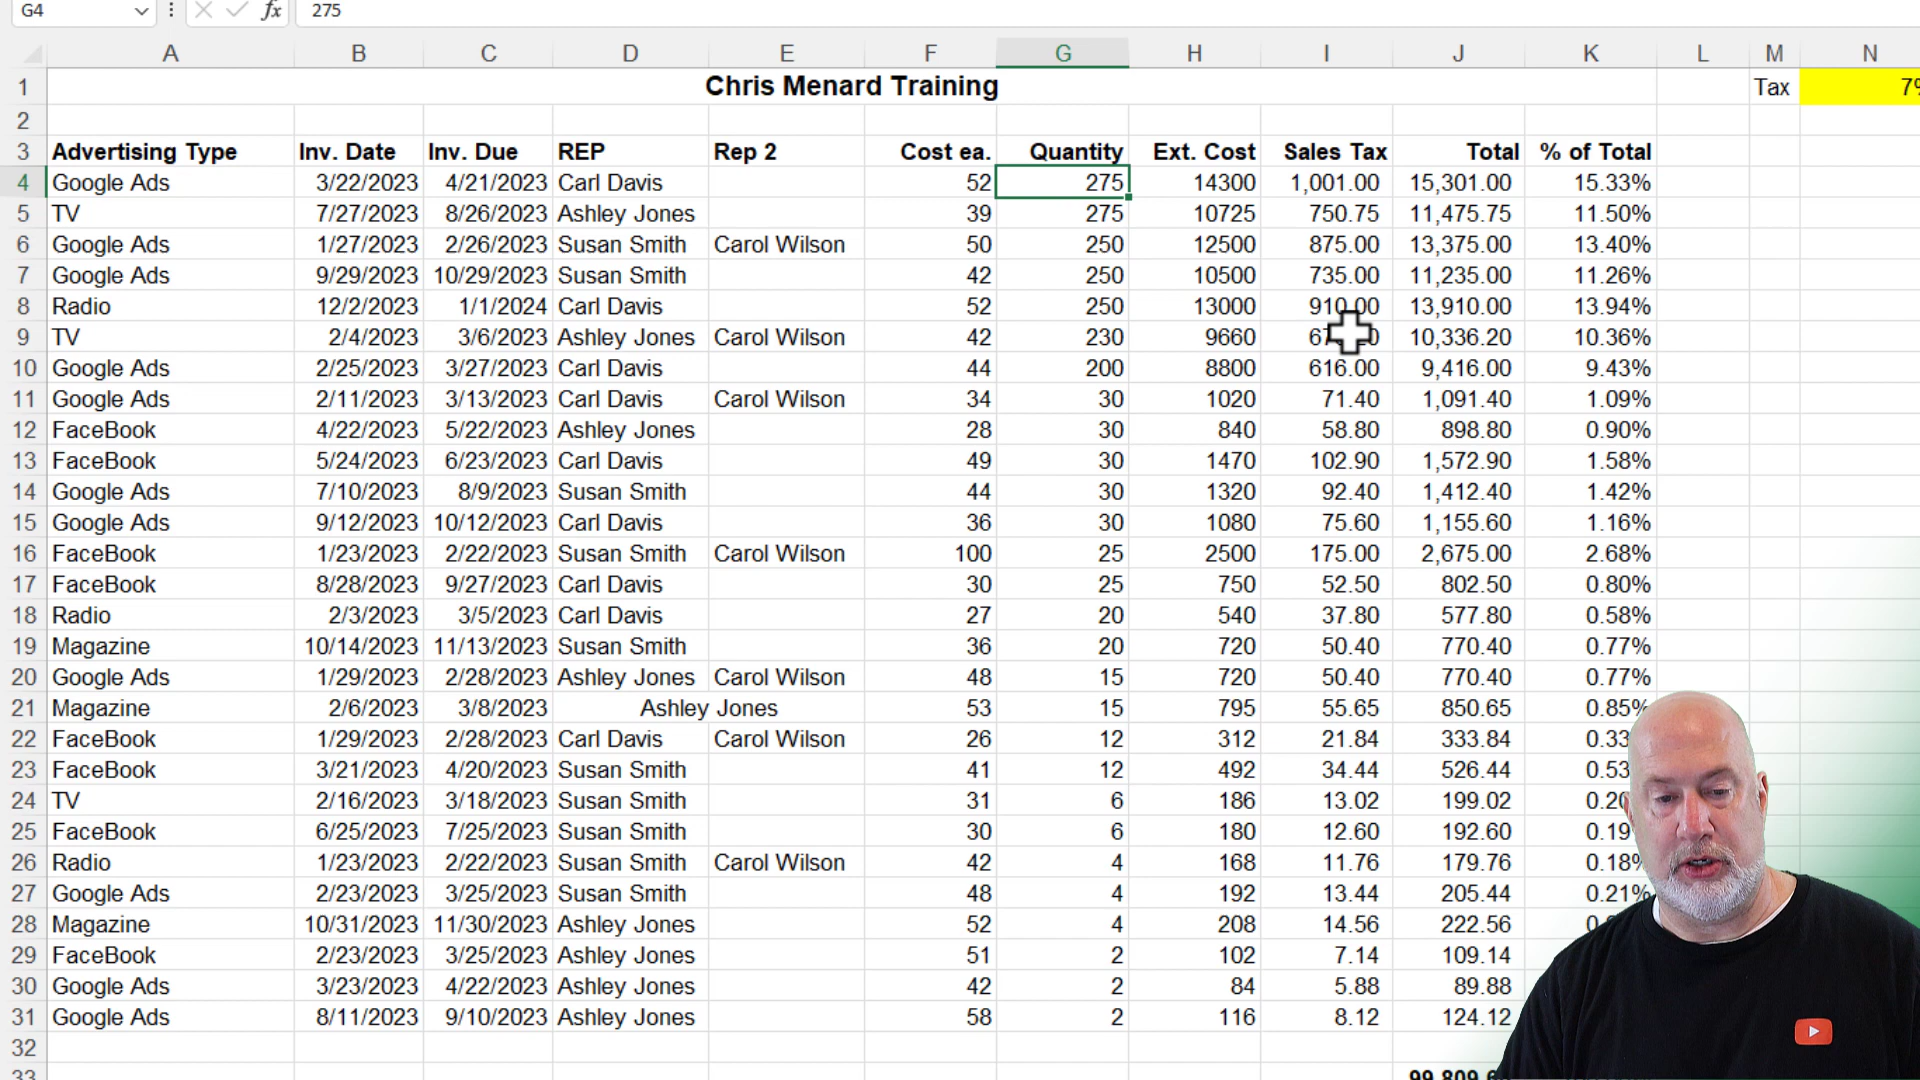 G4 fx 275
A B C D E F G H I J K L M N
1 Chris Menard Training Tax 7%
2
3 Advertising Type Inv. Date Inv. Due REP Rep 2 Cost ea. Quantity Ext. Cost Sales Tax Total % of Total
4 Google Ads 3/22/2023 4/21/2023 Carl Davis 52 275 14300 1,001.00 15,301.00 15.33%
5 TV 7/27/2023 8/26/2023 Ashley Jones 39 275 10725 750.75 11,475.75 11.50%
6 Google Ads 1/27/2023 2/26/2023 Susan Smith Carol Wilson 50 250 12500 875.00 13,375.00 13.40%
7 Google Ads 9/29/2023 10/29/2023 Susan Smith 42 250 10500 735.00 11,235.00 11.26%
8 Radio 12/2/2023 1/1/2024 Carl Davis 52 250 13000 910.00 13,910.00 13.94%
9 TV 2/4/2023 3/6/2023 Ashley Jones Carol Wilson 42 230 9660 10,336.20 10.36%
10 Google Ads 2/25/2023 3/27/2023 Carl Davis 44 200 8800 616.00 9,416.00 9.43%
11 Google Ads 2/11/2023 3/13/2023 Carl Davis Carol Wilson 34 30 1020 71.40 1,091.40 1.09%
12 FaceBook 4/22/2023 5/22/2023 Ashley Jones 28 30 840 58.80 898.80 0.90%
13 FaceBook 5/24/2023 6/23/2023 Carl Davis 49 30 1470 102.90 1,572.90 1.58%
14 Google Ads 7/10/2023 8/9/2023 Susan Smith 44 30 1320 92.40 1,412.40 1.42%
15 Google Ads 9/12/2023 10/12/2023 Carl Davis 36 30 1080 75.60 1,155.60 1.16%
16 FaceBook 1/23/2023 2/22/2023 Susan Smith Carol Wilson 100 25 2500 175.00 2,675.00 2.68%
17 FaceBook 8/28/2023 9/27/2023 Carl Davis 30 25 750 52.50 802.50 0.80%
18 Radio 2/3/2023 3/5/2023 Carl Davis 27 20 540 37.80 577.80 0.58%
19 Magazine 10/14/2023 11/13/2023 Susan Smith 36 20 720 50.40 770.40 0.77%
20 Google Ads 1/29/2023 2/28/2023 Ashley Jones Carol Wilson 48 15 720 50.40 770.40 0.77%
21 Magazine 2/6/2023 3/8/2023 Ashley Jones 53 15 795 55.65 850.65 0.85%
22 FaceBook 1/29/2023 2/28/2023 Carl Davis Carol Wilson 26 12 312 21.84 333.84 0.33
23 FaceBook 3/21/2023 4/20/2023 Susan Smith 41 12 492 34.44 526.44 0.53
24 TV 2/16/2023 3/18/2023 Susan Smith 31 6 186 13.02 199.02 0.20
25 FaceBook 6/25/2023 7/25/2023 Susan Smith 30 6 180 12.60 192.60 0.19
26 Radio 1/23/2023 2/22/2023 Susan Smith Carol Wilson 42 4 168 11.76 179.76 0.18%
27 Google Ads 2/23/2023 3/25/2023 Susan Smith 48 4 192 13.44 205.44 0.21%
28 Magazine 10/31/2023 11/30/2023 Ashley Jones 52 4 208 14.56 222.56
29 FaceBook 2/23/2023 3/25/2023 Ashley Jones 51 2 102 7.14 109.14
30 Google Ads 3/23/2023 4/22/2023 Ashley Jones 42 2 84 5.88 89.88
31 Google Ads 8/11/2023 9/10/2023 Ashley Jones 58 2 116 8.12 124.12
32
33